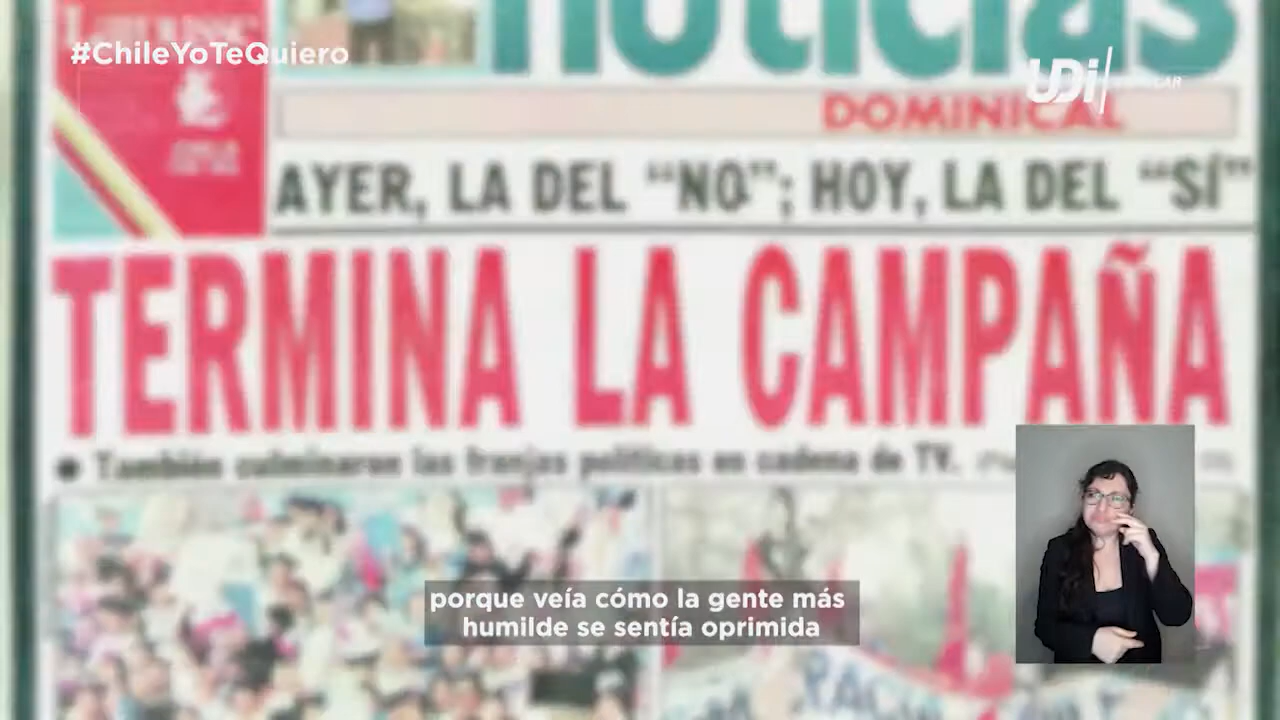 #ChileYoTeQuiero
noticias
UDi
DOMINICAL
AYER, LA DEL “NO”; HOY, LA DEL “SÍ”
TERMINA LA CAMPAÑA
● También culminaron las franjas políticas en cadena de TV.
porque veía cómo la gente más
humilde se sentía oprimida